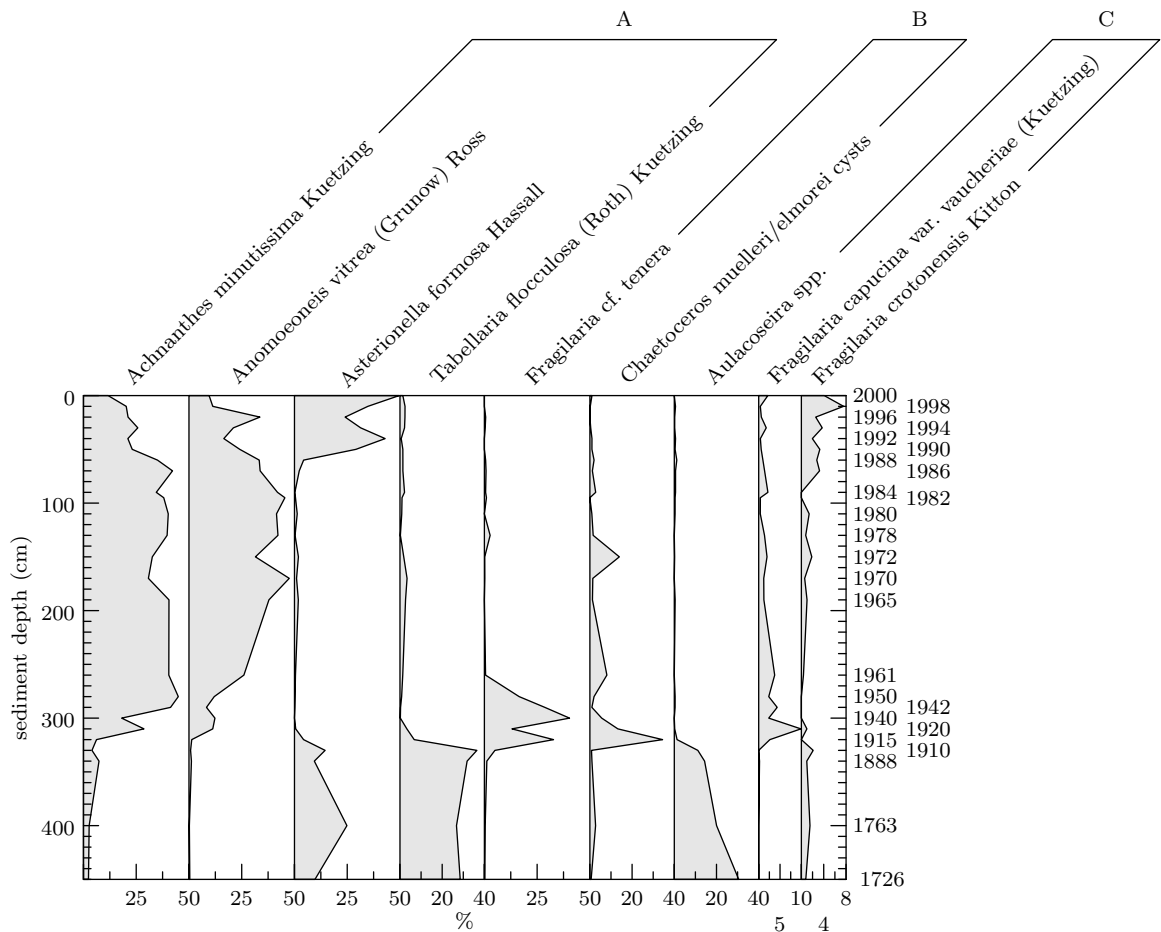 A B C
Achnanthes minutissima Kuetzing
Anomoeoneis vitrea (Grunow) Ross
Asterionella formosa Hassall
Tabellaria flocculosa (Roth) Kuetzing
Fragilaria cf. tenera
Chaetoceros muelleri/elmorei cysts
Aulacoseira spp.
Fragilaria capucina var. vaucheriae (Kuetzing)
Fragilaria crotonensis Kitton
sediment depth (cm)
0
100
200
300
400
2000
1998
1996
1994
1992
1990
1988
1986
1984
1982
1980
1978
1972
1970
1965
1961
1950
1942
1940
1920
1915
1910
1888
1763
1726
25 50 25 50 25 50 20 40 25 50 20 40 20 40 10 8
% 5 4